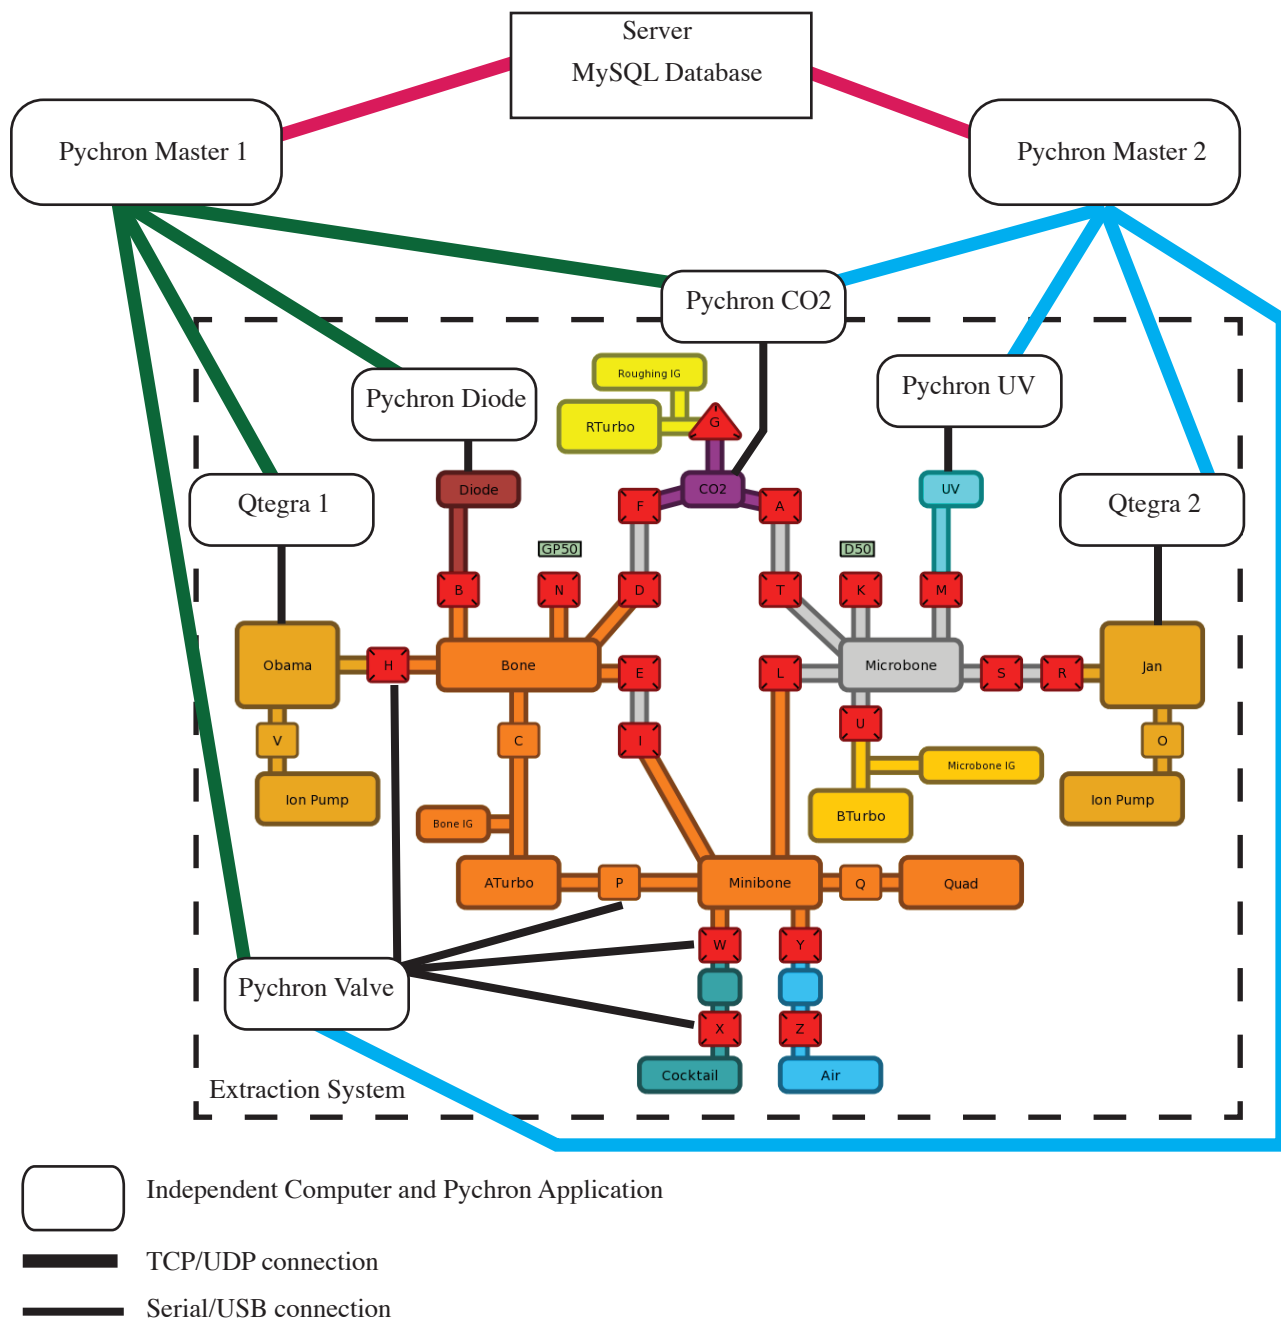 Server
MySQL Database
Pychron Master 1
Pychron Master 2
Pychron CO2
Roughing IG
Pychron Diode
Pychron UV
RTurbo
G
Qtegra 1
Diode
CO2
UV
Qtegra 2
F
A
GP50
D50
B
N
D
T
K
M
Obama
H
Bone
E
L
Microbone
S
R
Jan
V
C
I
U
O
Microbone IG
Ion Pump
Ion Pump
Bone IG
BTurbo
ATurbo
P
Minibone
Q
Quad
W
Y
Pychron Valve
X
Z
Cocktail
Air
Extraction System
Independent Computer and Pychron Application
TCP/UDP connection
Serial/USB connection